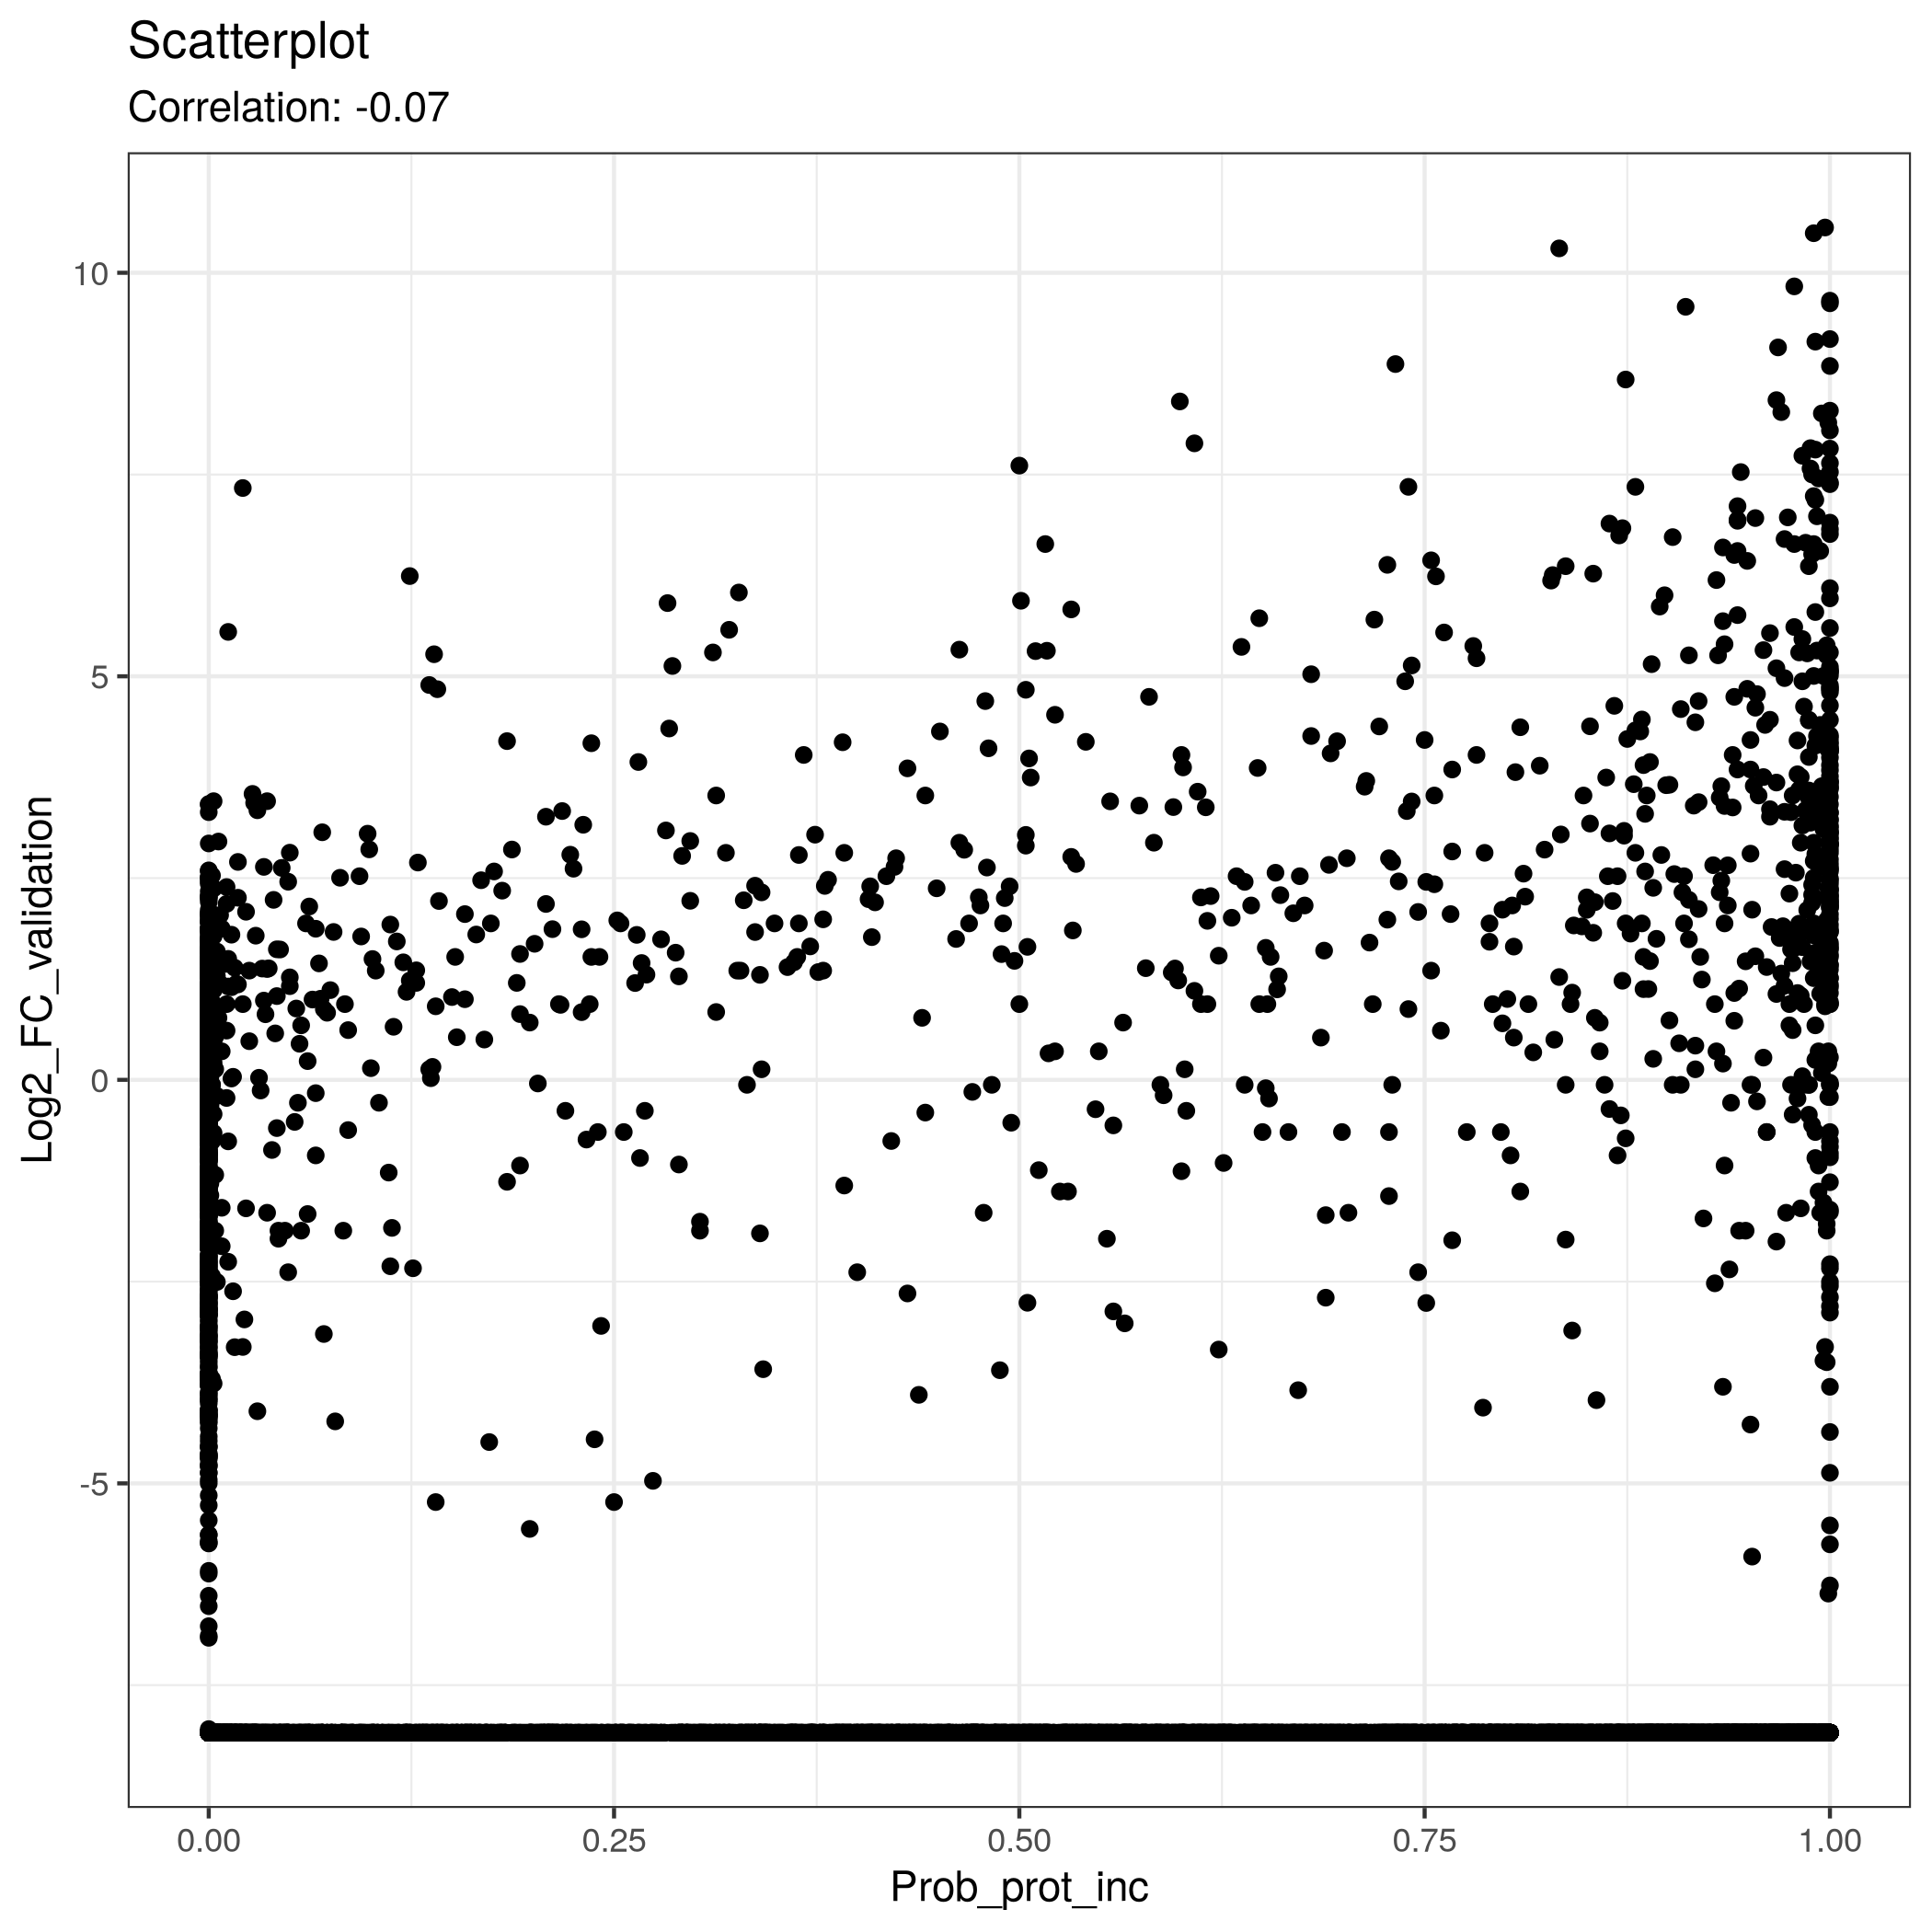 Scatterplot
Correlation: -0.07
10
5
0
-5
Log2_FC_validation
0.00 0.25 0.50 0.75 1.00
Prob_prot_inc